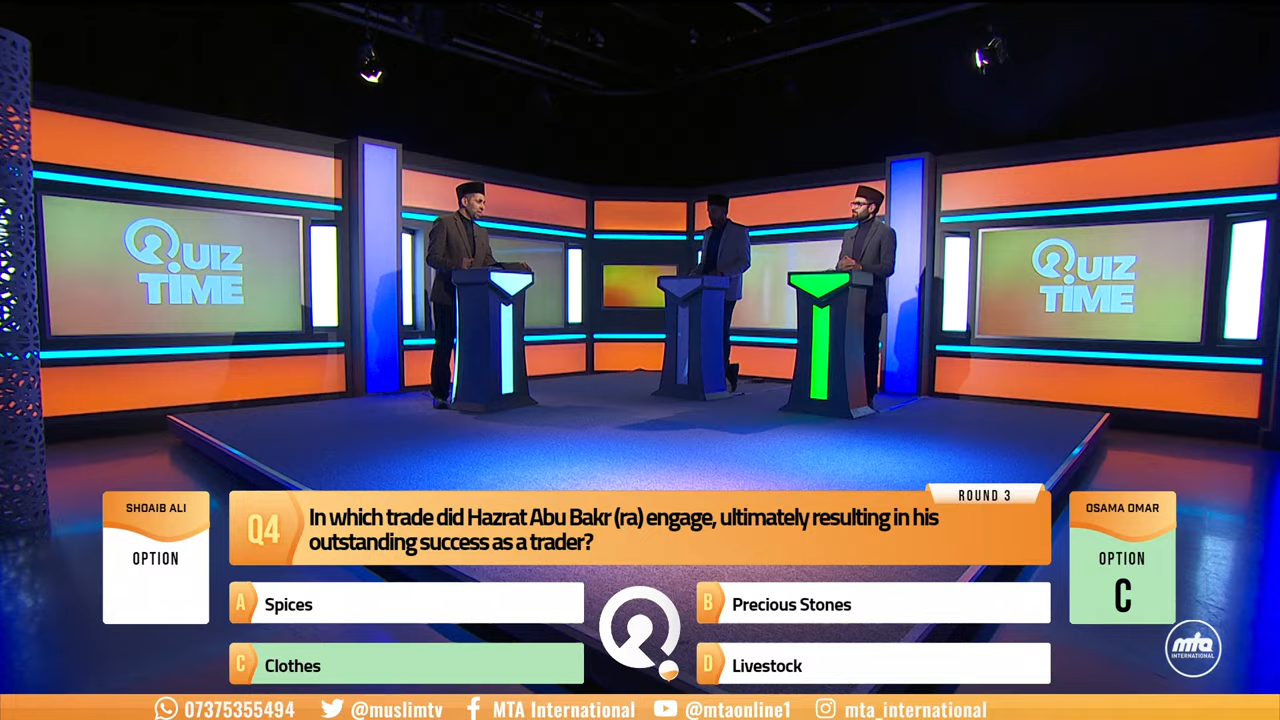 QUIZ
TIME
QUIZ
TIME
ROUND 3
SHOAIB ALI
OPTION
Q4
In which trade did Hazrat Abu Bakr (ra) engage, ultimately resulting in his
outstanding success as a trader?
OSAMA OMAR
OPTION
C
A Spices
B Precious Stones
C Clothes
D Livestock
mta
INTERNATIONAL
07375355494 @muslimtv MTA International @mtaonline1 mta_international